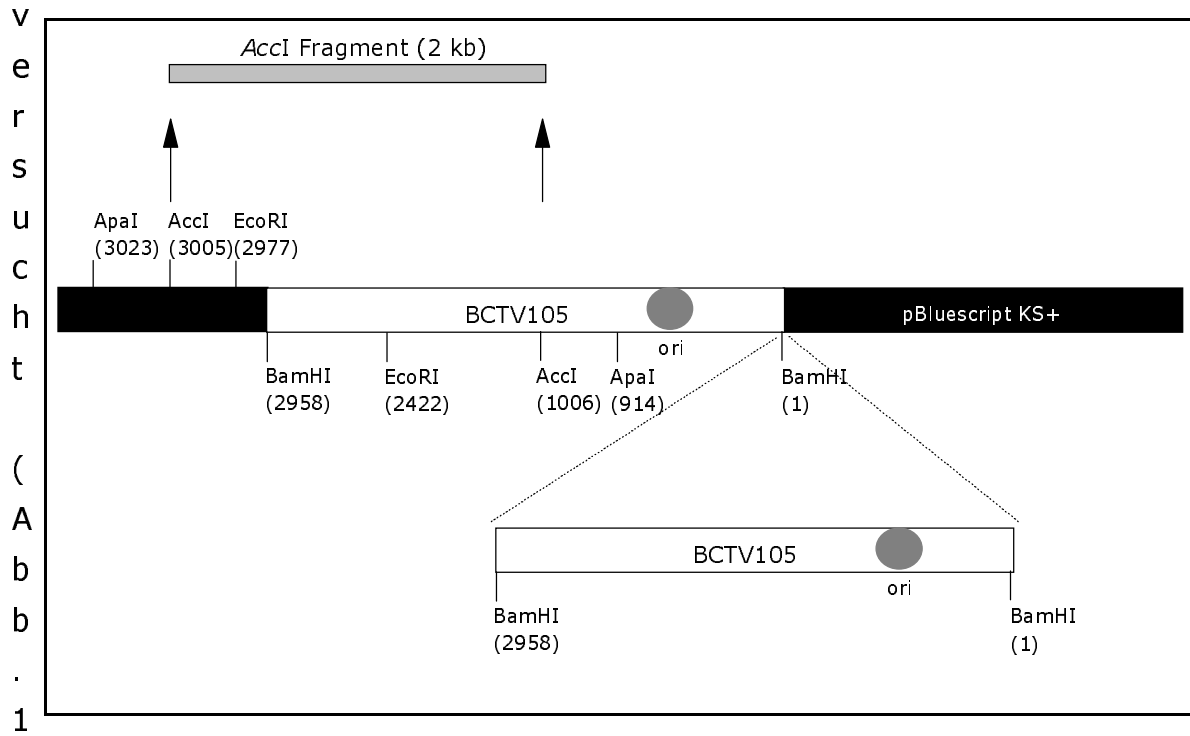 versucht (Abb.1
AccI Fragment (2 kb)
ApaI AccI EcoRI
(3023) (3005)(2977)
BCTV105
pBluescript KS+
ori
BamHI EcoRI AccI ApaI BamHI
(2958) (2422) (1006) (914) (1)
BCTV105
ori
BamHI BamHI
(2958) (1)